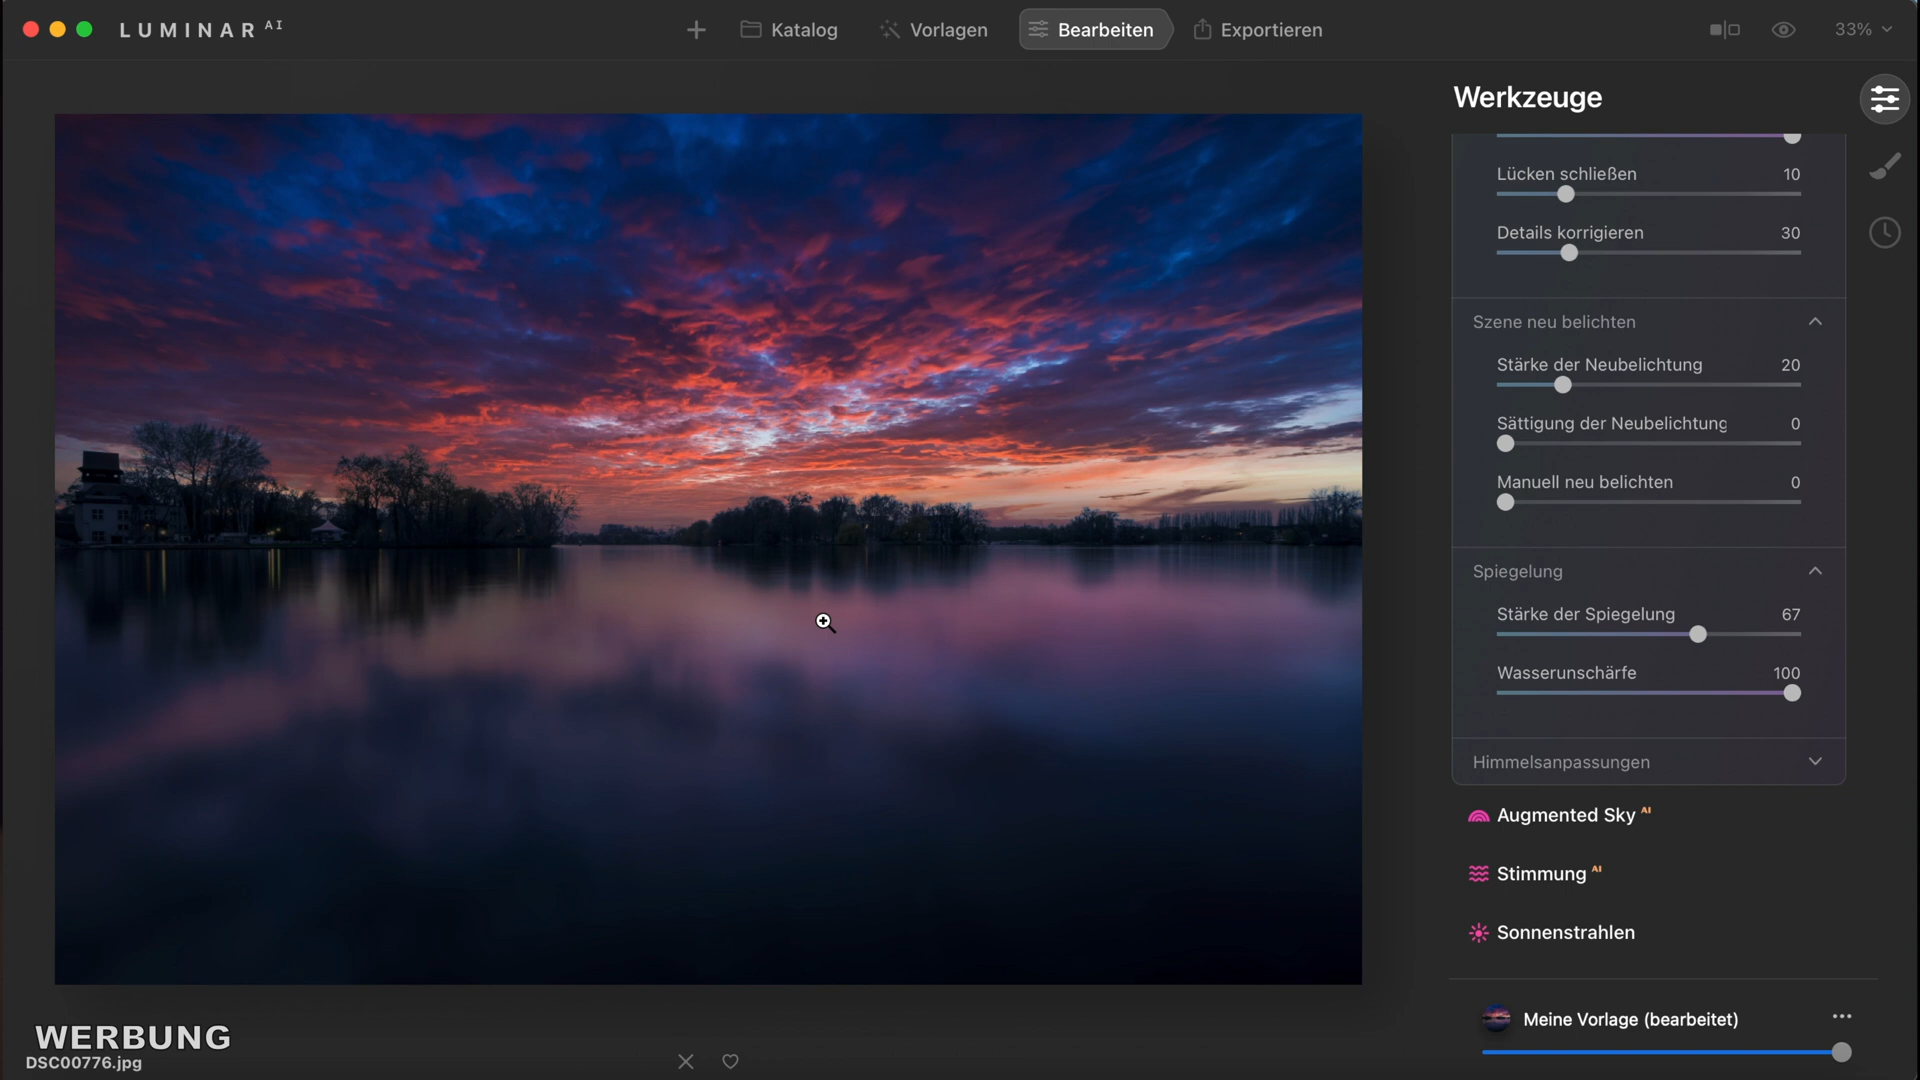 LUMINAR AI
Katalog
Vorlagen
Bearbeiten
Exportieren
33%
Werkzeuge
Lücken schließen 10
Details korrigieren 30
Szene neu belichten
Stärke der Neubelichtung 20
Sättigung der Neubelichtung 0
Manuell neu belichten 0
Spiegelung
Stärke der Spiegelung 67
Wasserunschärfe 100
Himmelsanpassungen
Augmented Sky AI
Stimmung AI
Sonnenstrahlen
Meine Vorlage (bearbeitet)
WERBUNG
DSC00776.jpg